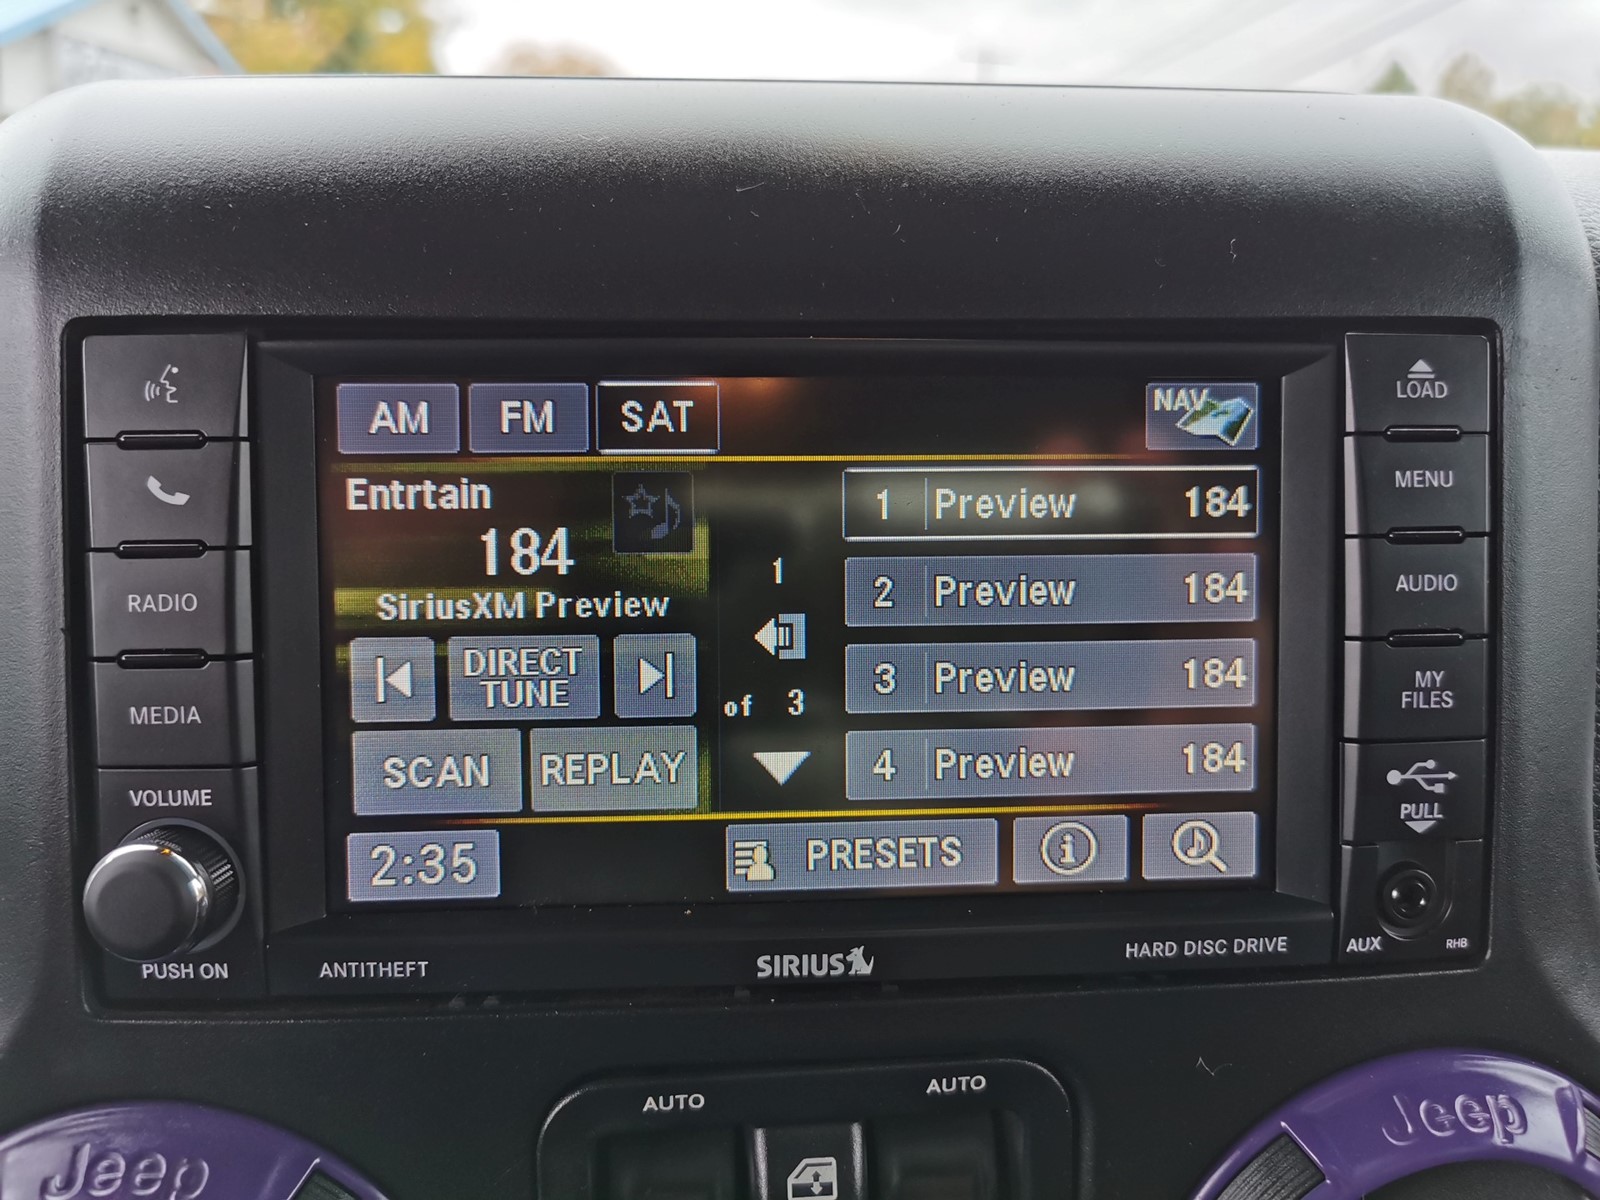 AM
FM
SAT
NAV
Entrtain
184
SiriusXM Preview
DIRECT
TUNE
SCAN
REPLAY
1
of 3
1 Preview 184
2 Preview 184
3 Preview 184
4 Preview 184
2:35
PRESETS
i
RADIO
MEDIA
VOLUME
PUSH ON
ANTITHEFT
SIRIUS
HARD DISC DRIVE
LOAD
MENU
AUDIO
MY
FILES
PULL
AUX
RHB
AUTO
AUTO
Jeep
Jeep